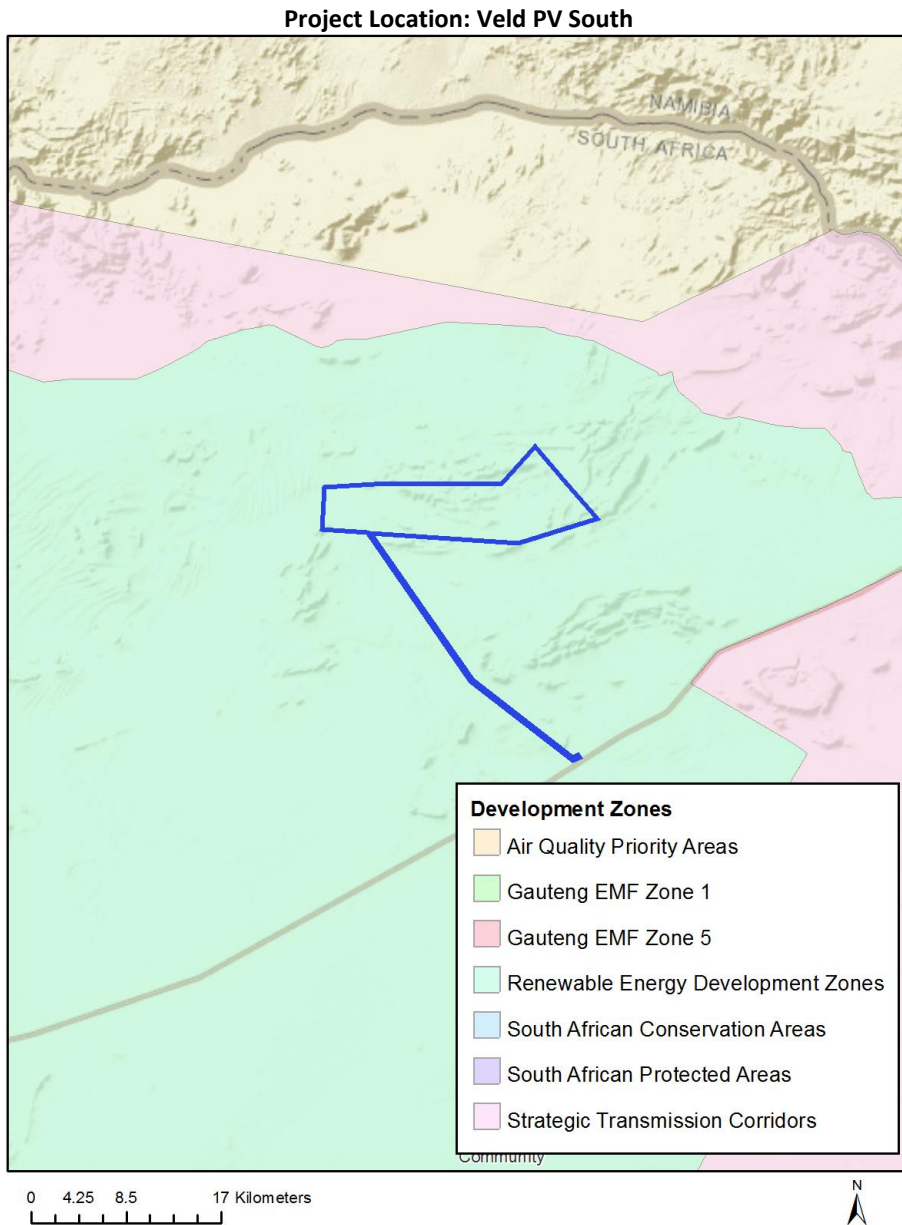 Project Location: Veld PV South
NAMIBIA
SOUTH AFRICA
Development Zones
Air Quality Priority Areas
Gauteng EMF Zone 1
Gauteng EMF Zone 5
Renewable Energy Development Zones
South African Conservation Areas
South African Protected Areas
Strategic Transmission Corridors
Community
0 4.25 8.5 17 Kilometers
N